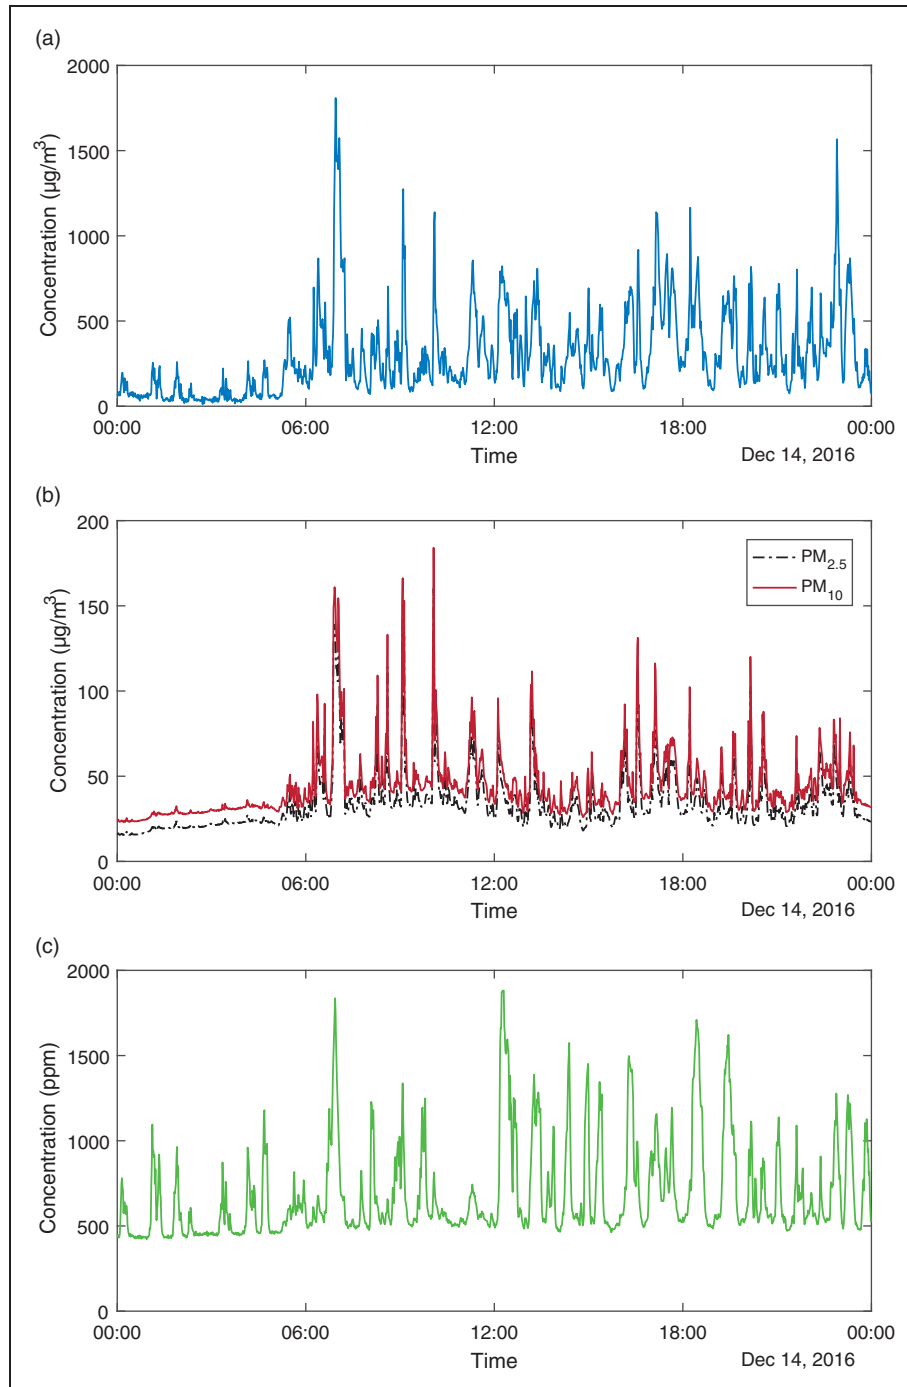 (a)
2000
1500
1000
500
0
Concentration (µg/m³)
00:00 06:00 12:00 18:00 00:00
Time
Dec 14, 2016
(b)
200
150
100
50
0
Concentration (µg/m³)
PM2.5
PM10
00:00 06:00 12:00 18:00 00:00
Time
Dec 14, 2016
(c)
2000
1500
1000
500
0
Concentration (ppm)
00:00 06:00 12:00 18:00 00:00
Time
Dec 14, 2016